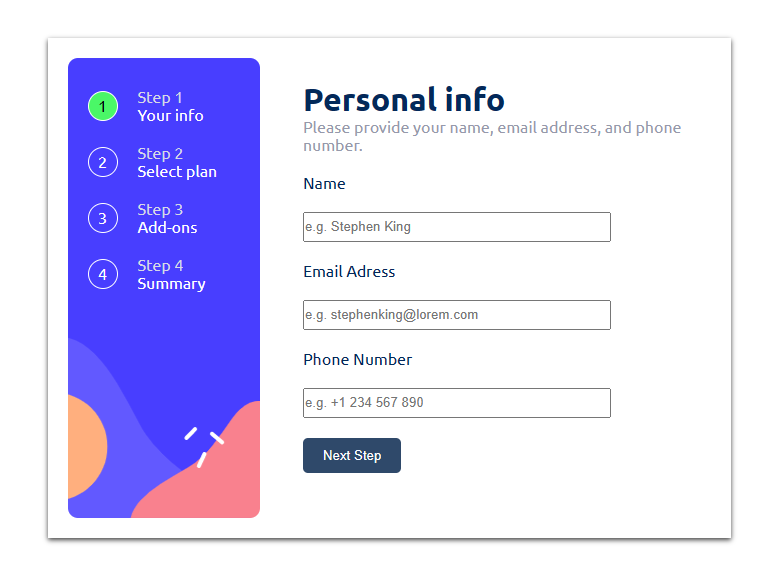 1
Step 1
Your info
2
Step 2
Select plan
3
Step 3
Add-ons
4
Step 4
Summary
Personal info
Please provide your name, email address, and phone
number.
Name
e.g. Stephen King
Email Adress
e.g. stephenking@lorem.com
Phone Number
e.g. +1 234 567 890
Next Step